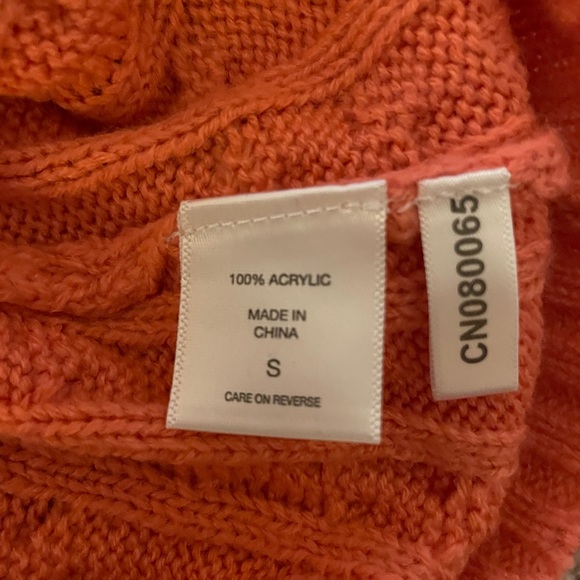 100% ACRYLIC
MADE IN
CHINA
S
CARE ON REVERSE
CN080065